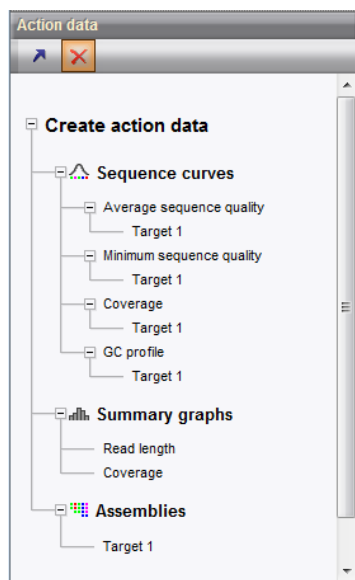 Action data
Create action data
Sequence curves
Average sequence quality
Target 1
Minimum sequence quality
Target 1
Coverage
Target 1
GC profile
Target 1
Summary graphs
Read length
Coverage
Assemblies
Target 1